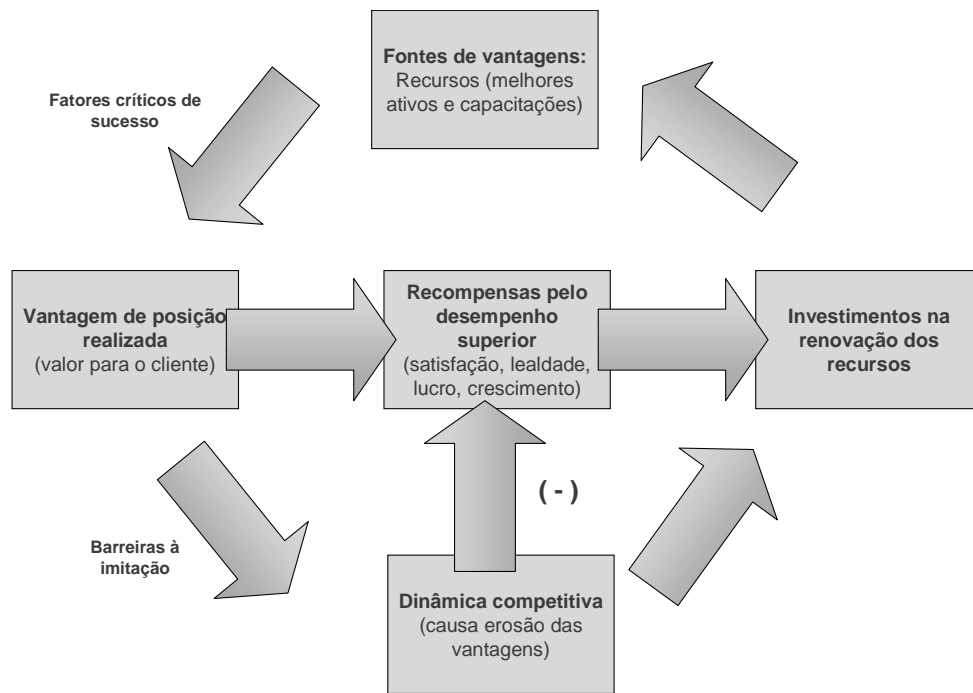 Fontes de vantagens:
Recursos (melhores
ativos e capacitações)
Fatores críticos de
sucesso
Vantagem de posição
realizada
(valor para o cliente)
Recompensas pelo
desempenho
superior
(satisfação, lealdade,
lucro, crescimento)
Investimentos na
renovação dos
recursos
( - )
Barreiras à
imitação
Dinâmica competitiva
(causa erosão das
vantagens)